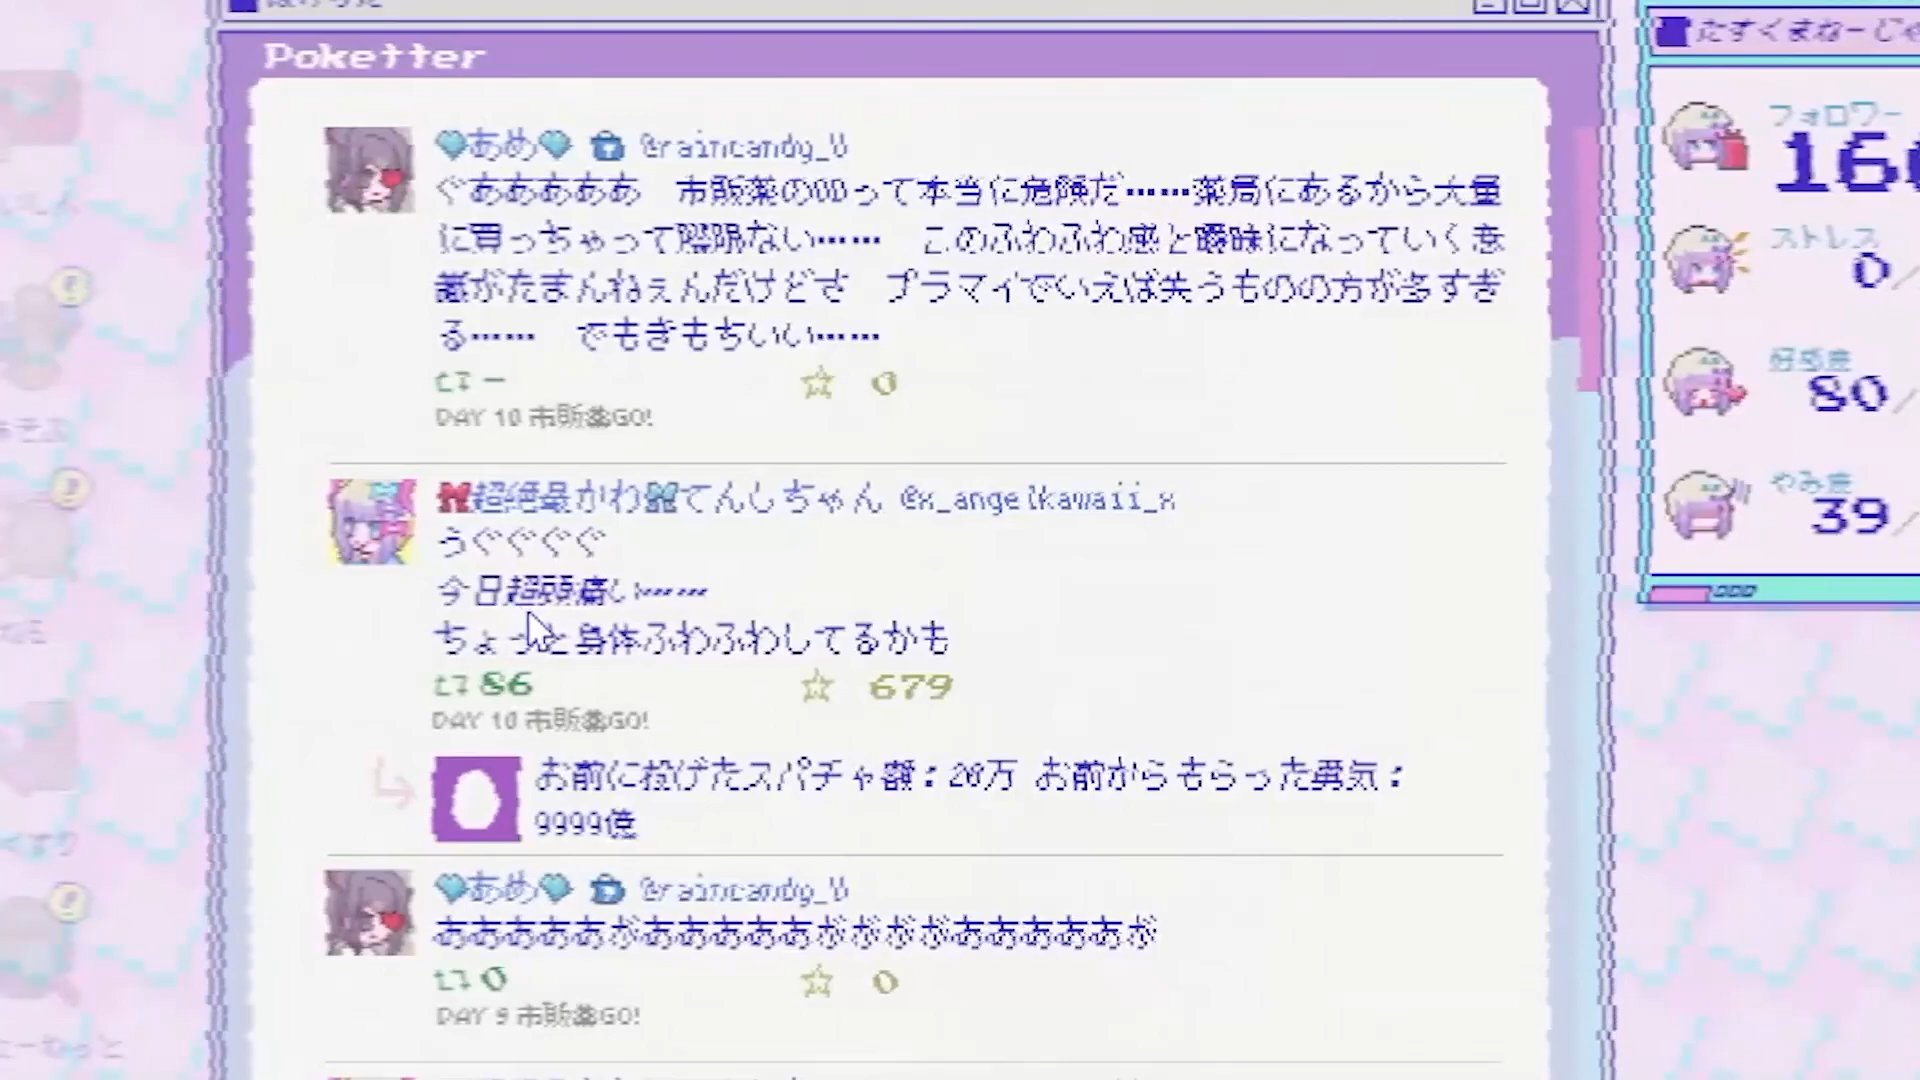 Poketter
あめ @raincandy_U
ぐああああああ 市販薬のODって本当に危険だ……薬局にあるから大量
に買っちゃって際限ない…… このふわふわ感と曖昧になっていく意
識がたまんねぇんだけどさ プラマイでいえば失うものの方が多すぎ
る…… でもきもちいい……
0
DAY 10 市販薬GO!
超絶最かわてんしちゃん @x_angelkawaii_x
うぐぐぐぐ
今日超頭痛い……
ちょっと身体ふわふわしてるかも
86 679
DAY 10 市販薬GO!
お前に投げたスパチャ額：20万 お前からもらった勇気：
9999億
あめ @raincandy_U
あああああがあああああががががあああああが
0 0
DAY 9 市販薬GO!
たすくまねーじゃ
フォロワー
ストレス
0/
好感度
80/
やみ度
39/